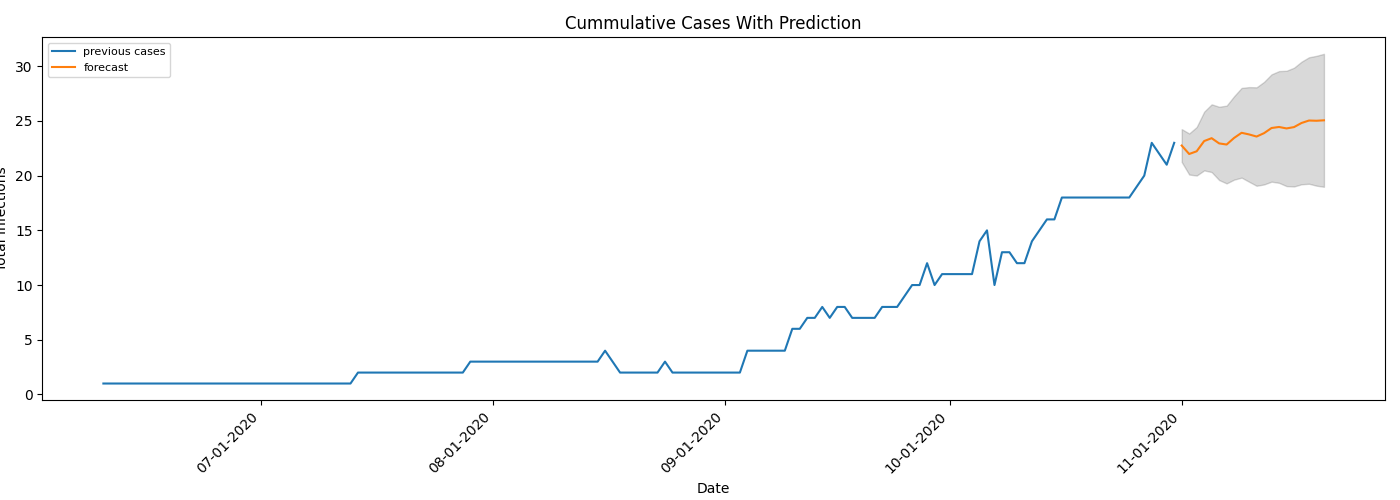 Cummulative Cases With Prediction
previous cases
forecast
30
25
20
15
10
5
0
Total Infections
07-01-2020
08-01-2020
09-01-2020
10-01-2020
11-01-2020
Date